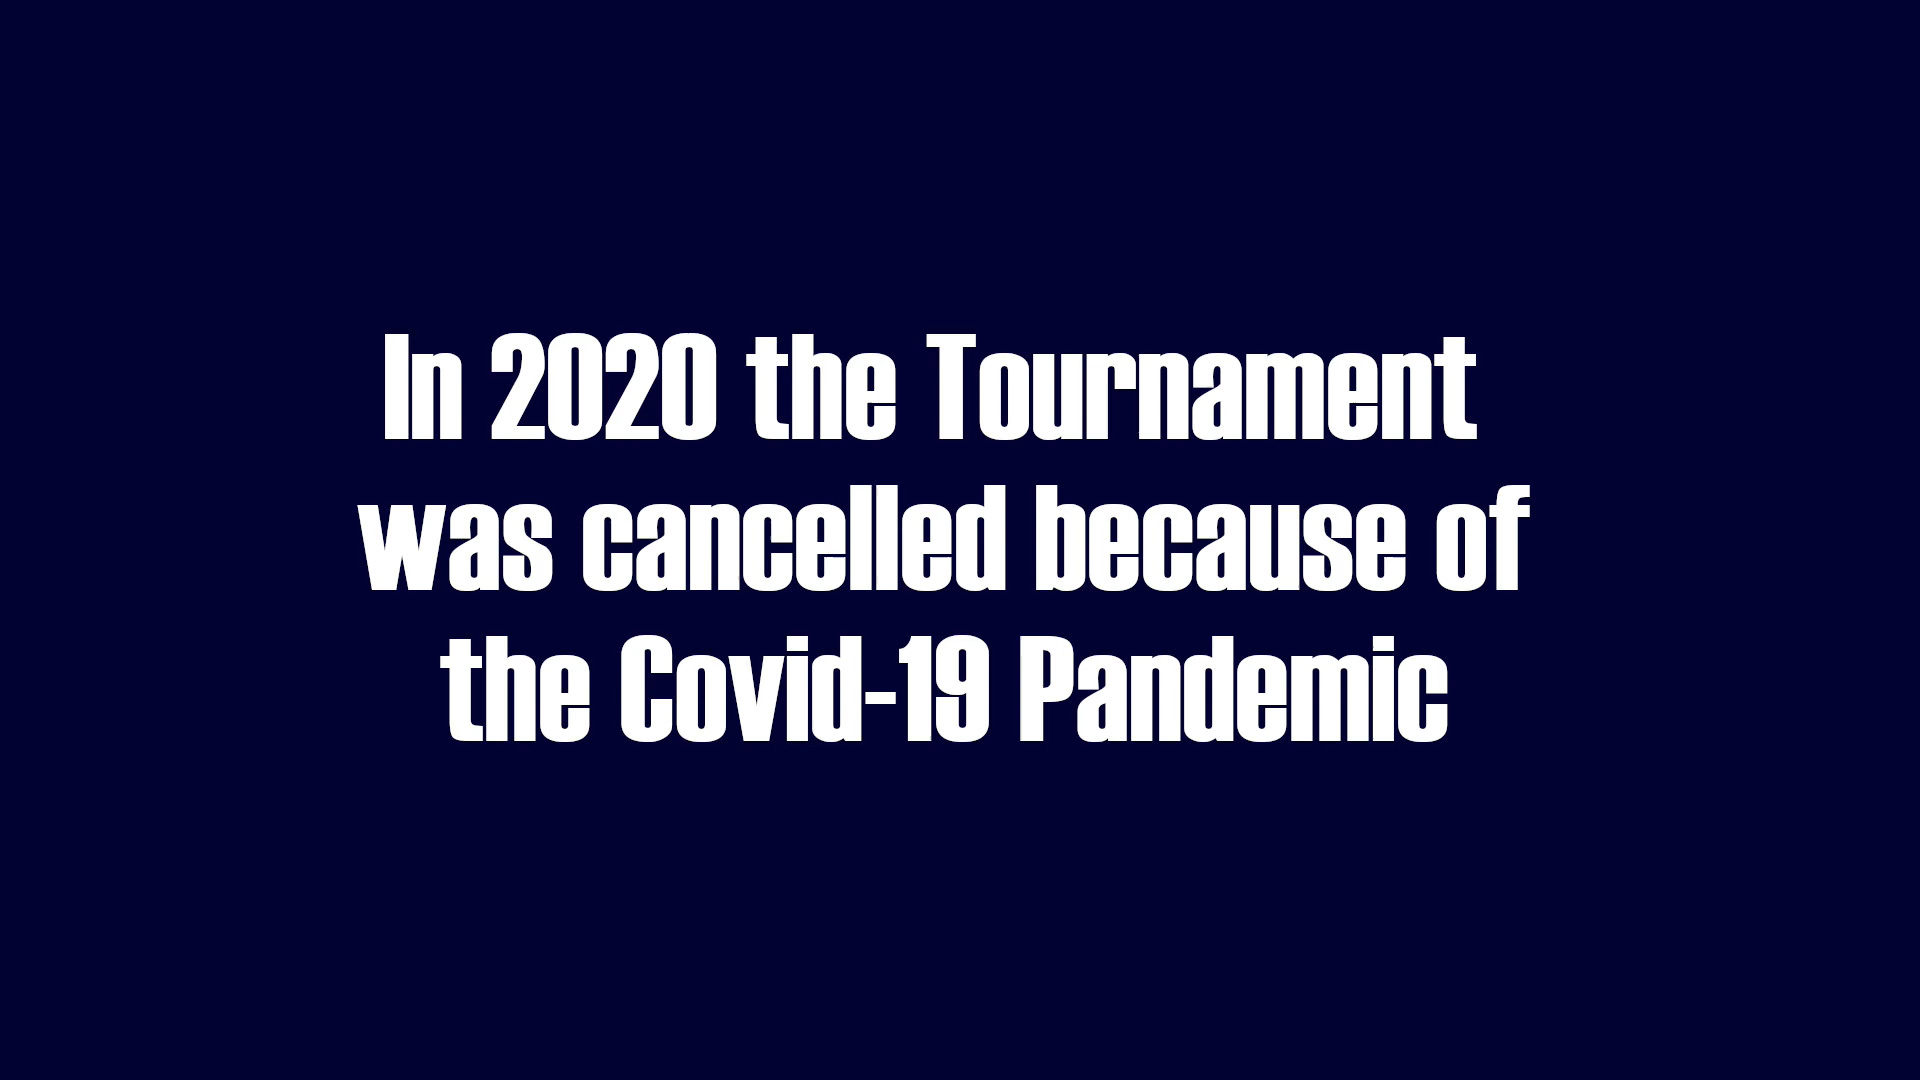 In 2020 the Tournament
was cancelled because of
the Covid-19 Pandemic